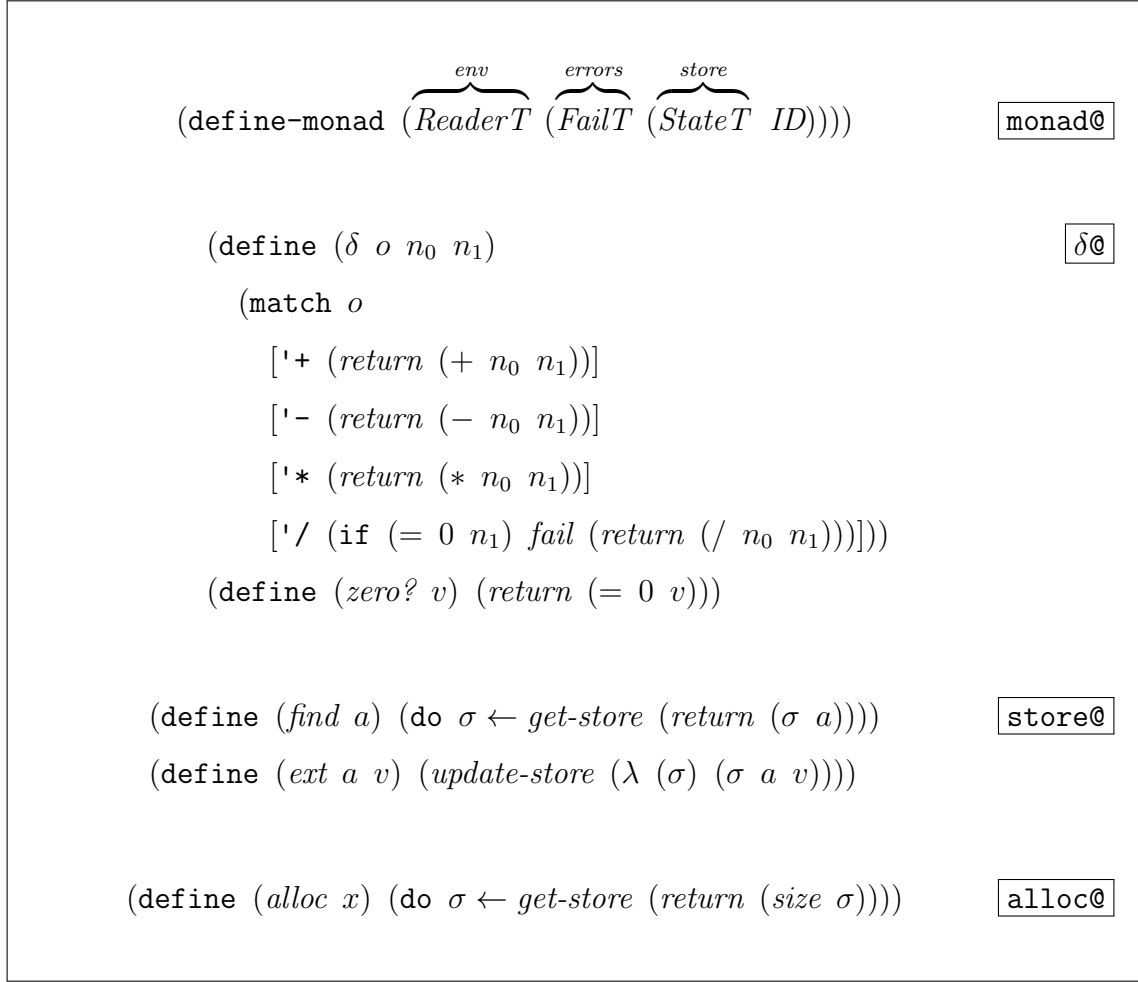 env errors store
(define-monad (ReaderT (FailT (StateT ID)))) monad@
(define (δ o n₀ n₁) δ@
(match o
['+ (return (+ n₀ n₁))]
['- (return (− n₀ n₁))]
['* (return (∗ n₀ n₁))]
['/ (if (= 0 n₁) fail (return (/ n₀ n₁)))]))
(define (zero? v) (return (= 0 v)))
(define (find a) (do σ ← get-store (return (σ a)))) store@
(define (ext a v) (update-store (λ (σ) (σ a v))))
(define (alloc x) (do σ ← get-store (return (size σ)))) alloc@